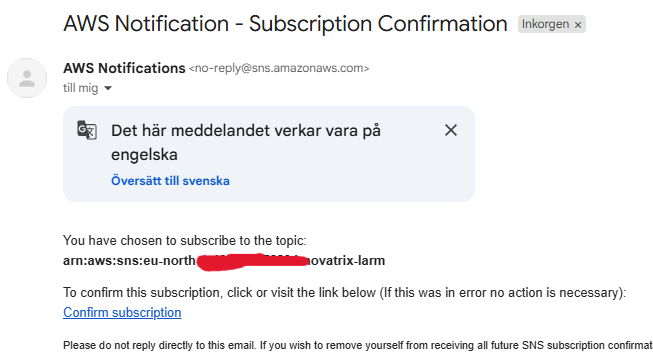 AWS Notification - Subscription Confirmation Inkorgen ×
AWS Notifications <no-reply@sns.amazonaws.com>
till mig
Det här meddelandet verkar vara på
engelska
Översätt till svenska
You have chosen to subscribe to the topic:
arn:aws:sns:eu-north ovatrix-larm
To confirm this subscription, click or visit the link below (If this was in error no action is necessary):
Confirm subscription
Please do not reply directly to this email. If you wish to remove yourself from receiving all future SNS subscription confirmat